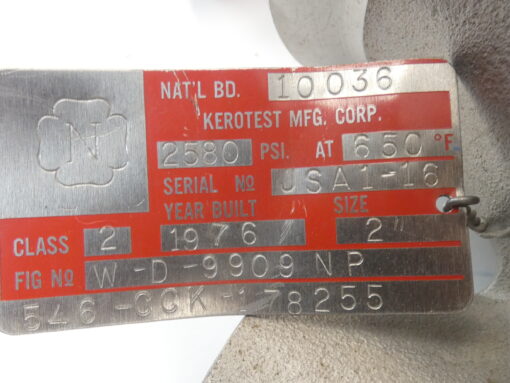 N
NAT'L BD. 10036
KEROTEST MFG. CORP.
2580 PSI. AT 650 °F
SERIAL No JSA1-16
YEAR BUILT SIZE
CLASS 2 1976 2
FIG No W-D-9909 NP
546-CCK-178255